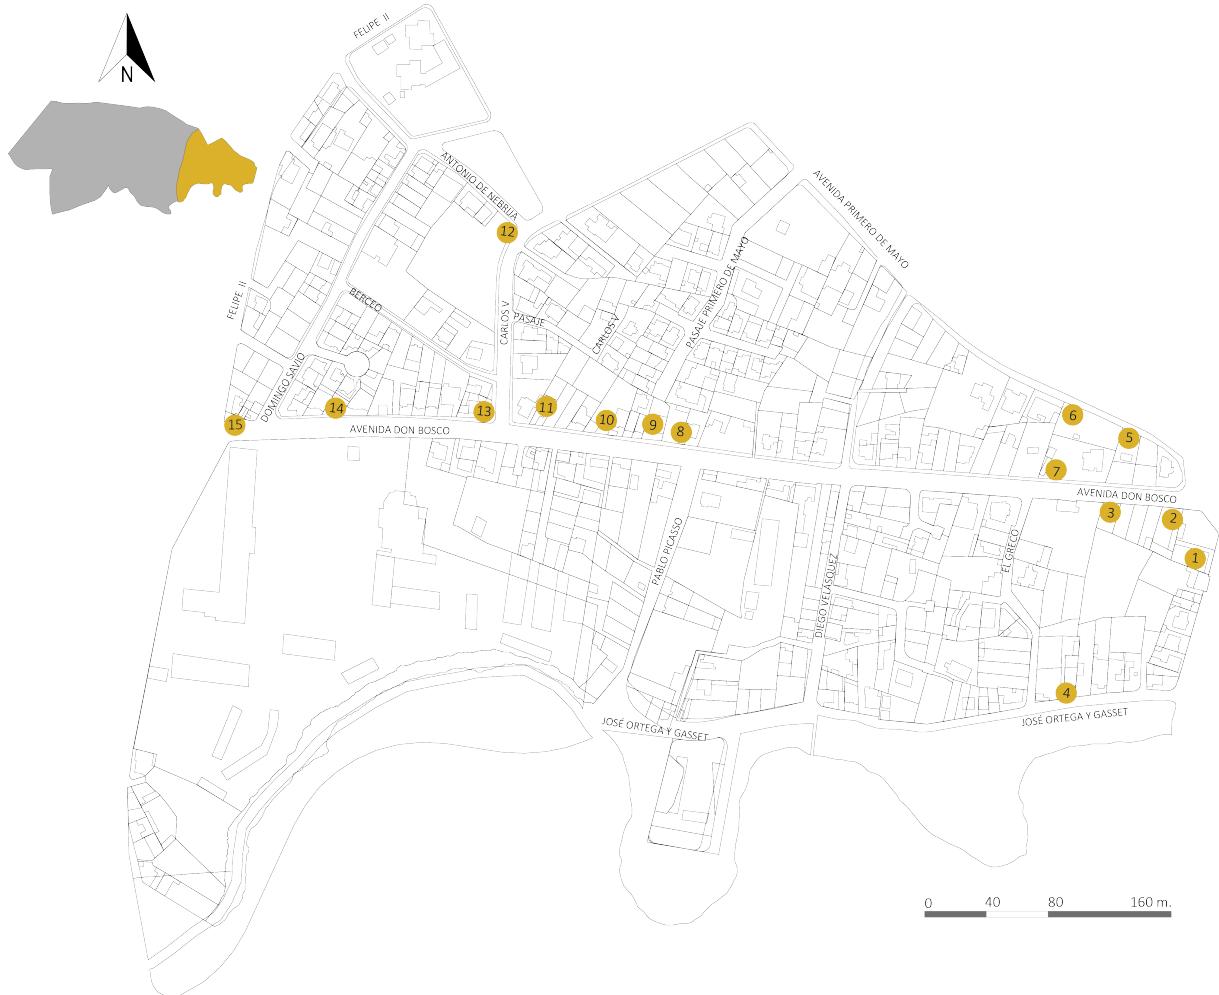 FELIPE II
N
ANTONIO DE NEBRIJA
AVENIDA PRIMERO DE MAYO
12
PASAJE PRIMERO DE MAYO
FELIPE II
BERCEO
CARLOS V
PASAJE
CARLOS V
DOMINGO SAVIO
14
13
11
10
9
8
6
5
15
AVENIDA DON BOSCO
7
AVENIDA DON BOSCO
3
2
1
PABLO PICASSO
EL GRECO
DIEGO VELÁSQUEZ
4
JOSÉ ORTEGA Y GASSET
JOSÉ ORTEGA Y GASSET
0 40 80 160 m.